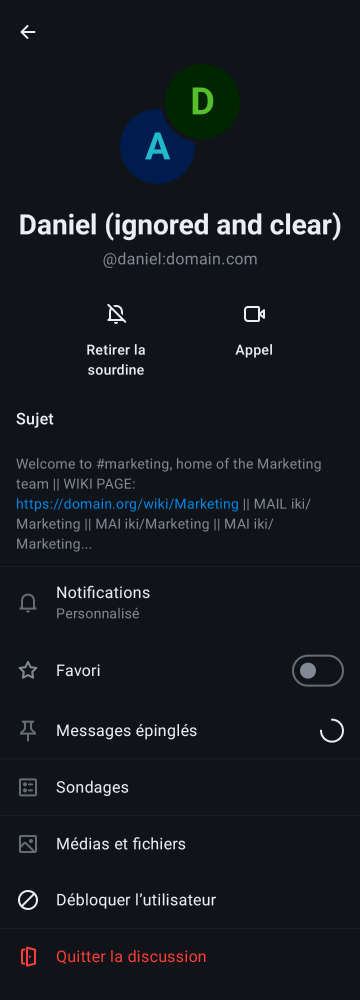 D
A
Daniel (ignored and clear)
@daniel:domain.com
Retirer la
sourdine
Appel
Sujet
Welcome to #marketing, home of the Marketing
team || WIKI PAGE:
https://domain.org/wiki/Marketing || MAIL iki/
Marketing || MAI iki/Marketing || MAI iki/
Marketing...
Notifications
Personnalisé
Favori
Messages épinglés
Sondages
Médias et fichiers
Débloquer l’utilisateur
Quitter la discussion